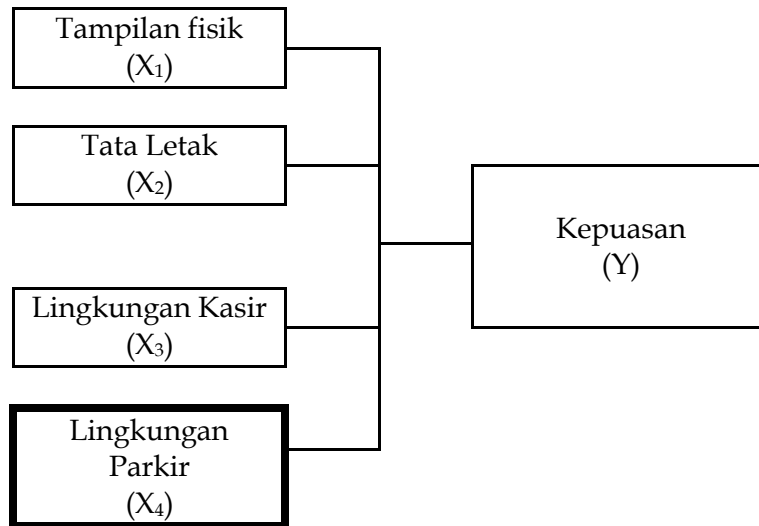 Tampilan fisik
(X₁)
Tata Letak
(X₂)
Lingkungan Kasir
(X₃)
Lingkungan
Parkir
(X₄)
Kepuasan
(Y)